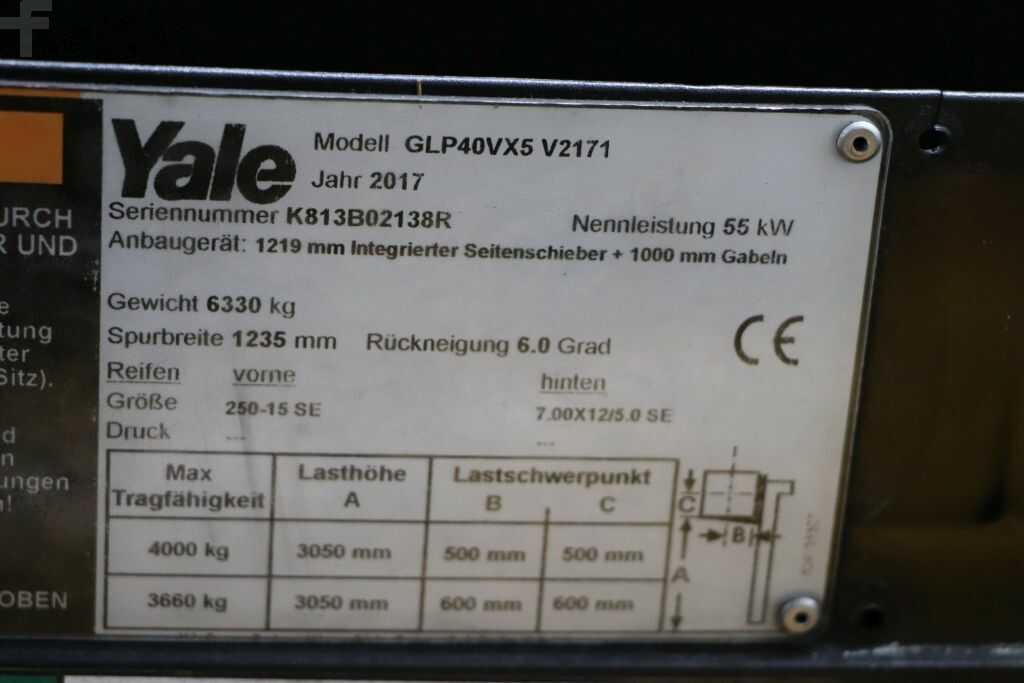 f
Yale
Modell GLP40VX5 V2171
Jahr 2017
Seriennummer K813B02138R
Nennleistung 55 kW
Anbaugerät: 1219 mm Integrierter Seitenschieber + 1000 mm Gabeln
Gewicht 6330 kg
Spurbreite 1235 mm Rückneigung 6.0 Grad
CE
Reifen vorne hinten
Größe 250-15 SE 7.00X12/5.0 SE
Druck --- ---
Max Tragfähigkeit
Lasthöhe A
Lastschwerpunkt
B C
4000 kg 3050 mm 500 mm 500 mm
3660 kg 3050 mm 600 mm 600 mm
C
B
A
URCH
R UND
e
tung
ter
Sitz).
d
n
ungen
n!
OBEN